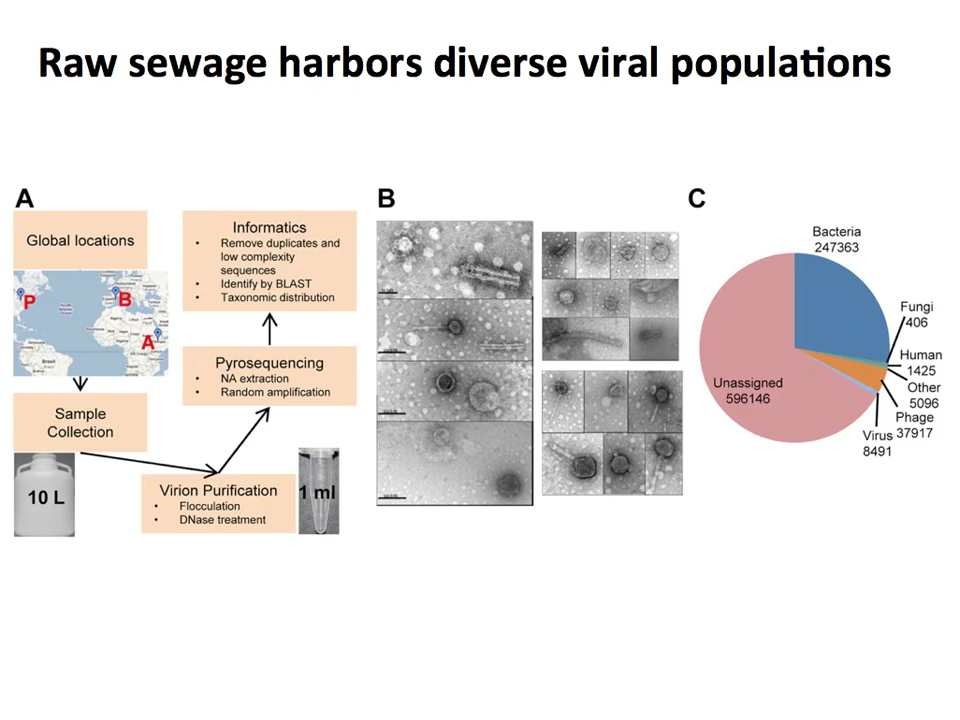 Raw sewage harbors diverse viral populations
A
Global locations
P
B
A
Brazil
Sample
Collection
10 L
Virion Purification
• Flocculation
• DNase treatment
1 ml
Pyrosequencing
• NA extraction
• Random amplification
Informatics
• Remove duplicates and
low complexity
sequences
• Identify by BLAST
• Taxonomic distribution
B
C
Bacteria
247363
Fungi
406
Human
1425
Other
5096
Phage
37917
Virus
8491
Unassigned
596146